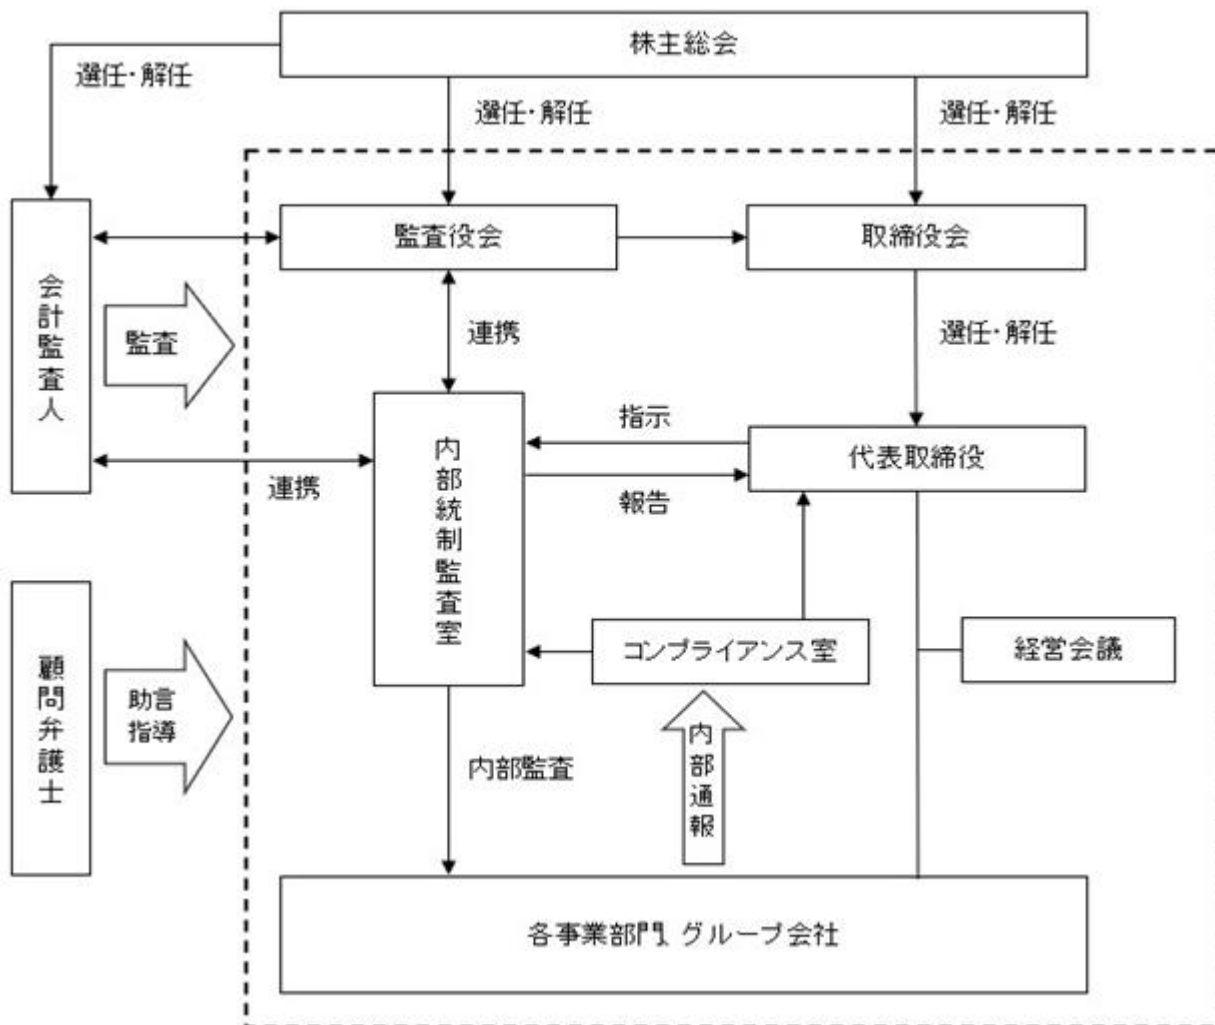 株主総会
選任・解任
選任・解任
選任・解任
監査役会
取締役会
会計監査人
監査
連携
選任・解任
指示
代表取締役
内部統制監査室
連携
報告
コンプライアンス室
経営会議
顧問弁護士
助言
指導
内部通報
内部監査
各事業部門、グループ会社